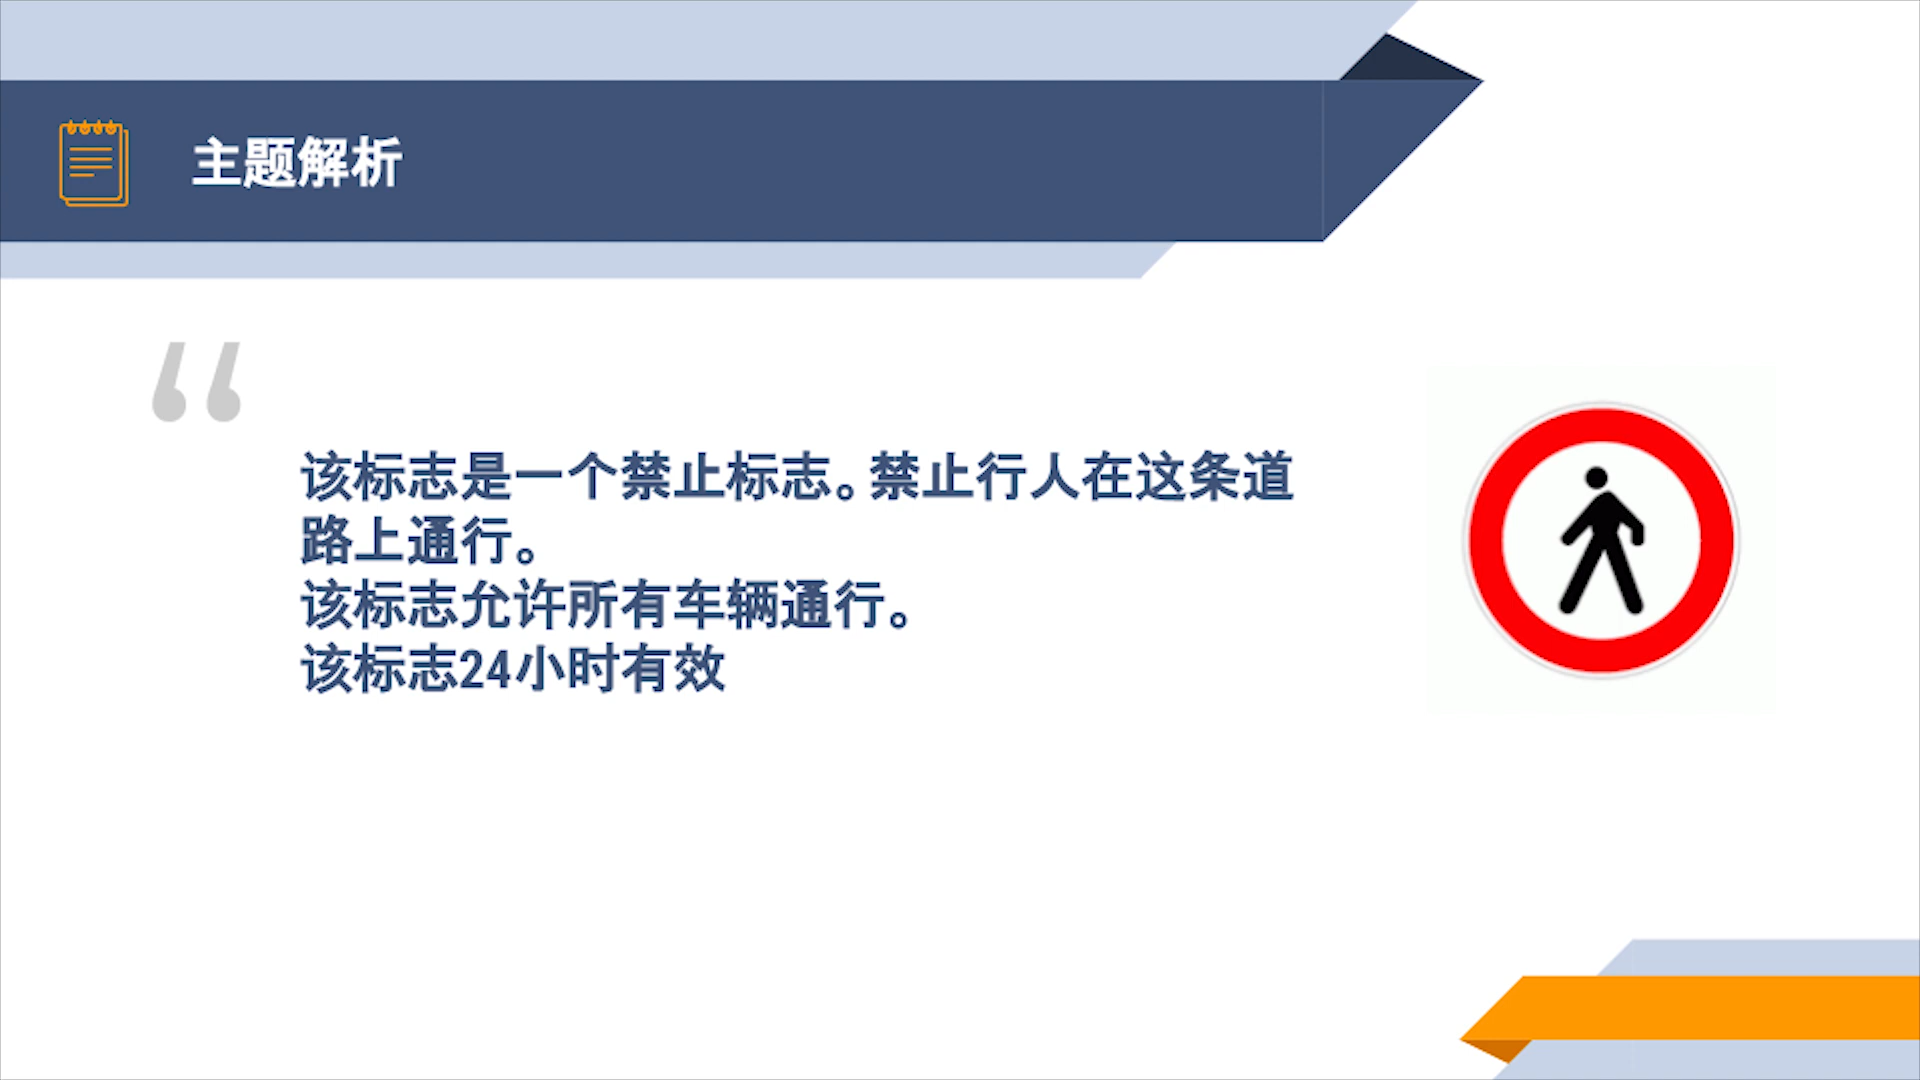 主题解析
该标志是一个禁止标志。禁止行人在这条道
路上通行。
该标志允许所有车辆通行。
该标志24小时有效